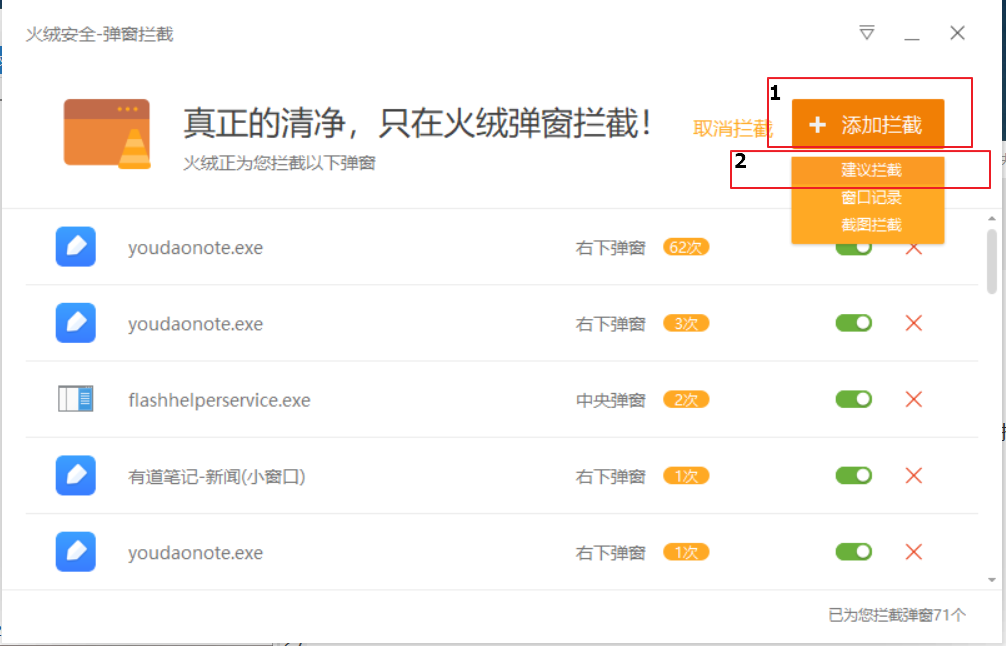 火绒安全-弹窗拦截
真正的清净，只在火绒弹窗拦截！
火绒正为您拦截以下弹窗
取消拦截
1
+ 添加拦截
2
建议拦截
窗口记录
截图拦截
youdaonote.exe 右下弹窗 62次
youdaonote.exe 右下弹窗 3次
flashhelperservice.exe 中央弹窗 2次
有道笔记-新闻(小窗口) 右下弹窗 1次
youdaonote.exe 右下弹窗 1次
已为您拦截弹窗71个